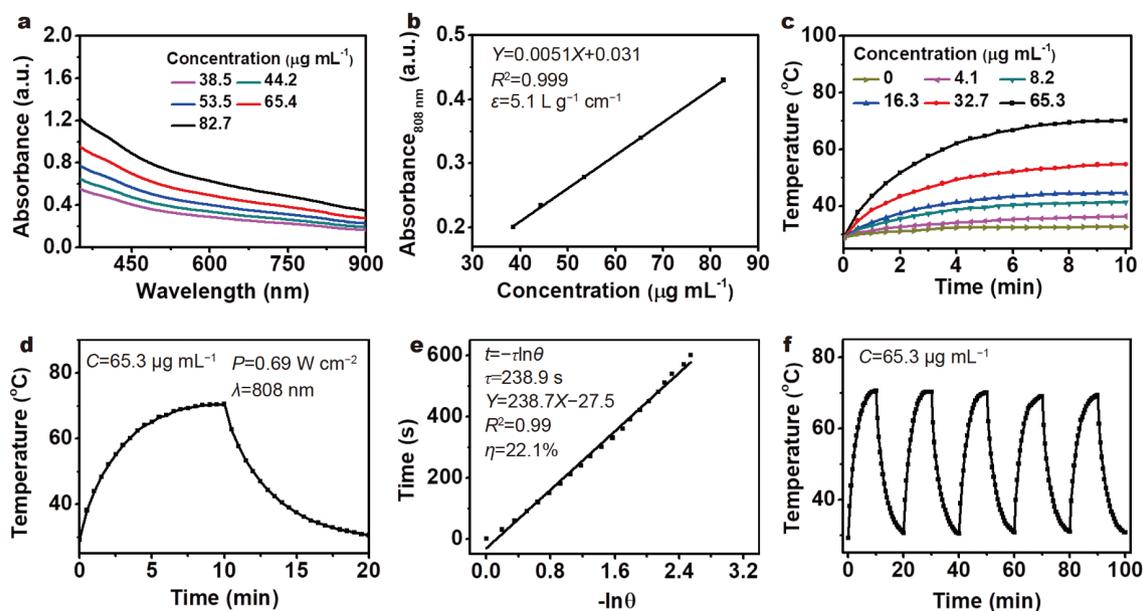 a
Absorbance (a.u.)
2.0
1.6
1.2
0.8
0.4
0.0
Concentration (μg mL⁻¹)
38.5 44.2
53.5 65.4
82.7
450 600 750 900
Wavelength (nm)
b
Absorbance₈₀₈ ₙₘ (a.u.)
0.5
0.4
0.3
0.2
Y=0.0051X+0.031
R²=0.999
ε=5.1 L g⁻¹ cm⁻¹
30 40 50 60 70 80 90
Concentration (μg mL⁻¹)
c
Temperature (°C)
100
80
60
40
Concentration (μg mL⁻¹)
0 4.1 8.2
16.3 32.7 65.3
0 2 4 6 8 10
Time (min)
d
Temperature (°C)
80
60
40
C=65.3 μg mL⁻¹ P=0.69 W cm⁻²
λ=808 nm
0 5 10 15 20
Time (min)
e
Time (s)
600
400
200
0
t=−τlnθ
τ=238.9 s
Y=238.7X−27.5
R²=0.99
η=22.1%
0.0 0.8 1.6 2.4 3.2
-lnθ
f
Temperature (°C)
80
60
40
C=65.3 μg mL⁻¹
0 20 40 60 80 100
Time (min)